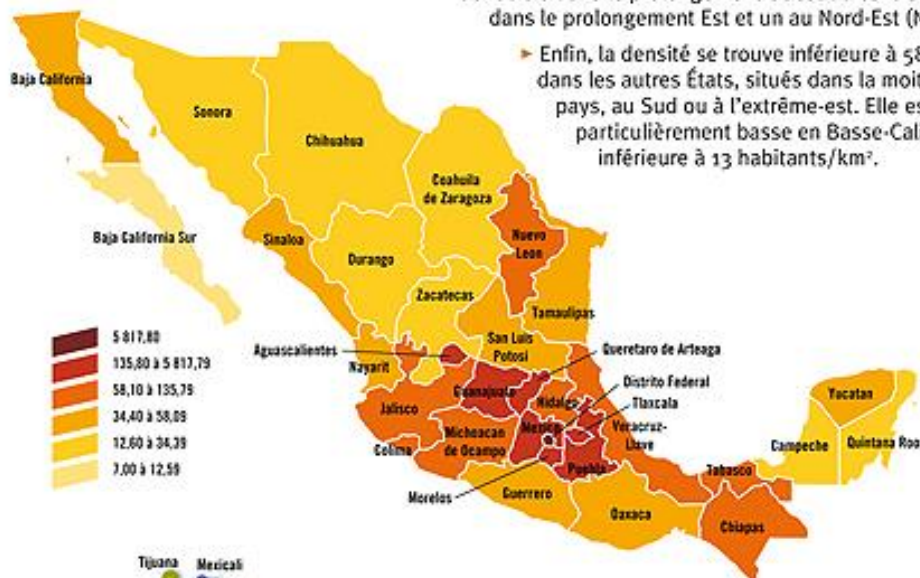 dans le prolongement Est et un au Nord-Est
► Enfin, la densité se trouve inférieure à 58
dans les autres États, situés dans la moit
pays, au Sud ou à l'extrême-est. Elle es
particulièrement basse en Basse-Cal
inférieure à 13 habitants/km².
Baja California
Sonora
Chihuahua
Coahuila
de Zaragoza
Nuevo
Leon
Baja California Sur
Sinaloa
Durango
Zacatecas
Tamaulipas
San Luis
Potosi
Aguascalientes
Nayarit
Queretaro de Arteaga
Guanajuato
Distrito Federal
Hidalgo
Tlaxcala
Jalisco
Mexico
Veracruz-
Llave
Yucatan
Colima
Michoacan
de Ocampo
Puebla
Campeche
Quintana Roo
Tabasco
Morelos
Guerrero
Oaxaca
Chiapas
5 817,80
135,80 à 5 817,79
58,10 à 135,79
34,40 à 58,09
12,60 à 34,39
7,00 à 12,59
Tijuana
Mexicali